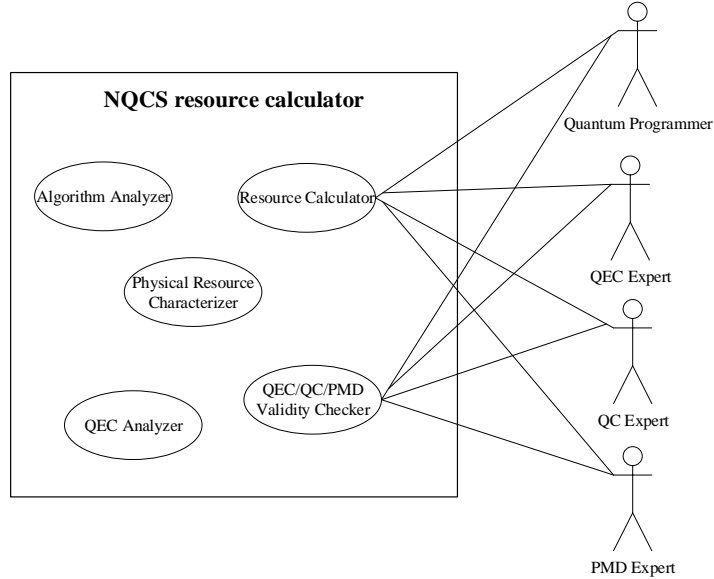 NQCS resource calculator
Algorithm Analyzer
Resource Calculator
Physical Resource
Characterizer
QEC Analyzer
QEC/QC/PMD
Validity Checker
Quantum Programmer
QEC Expert
QC Expert
PMD Expert